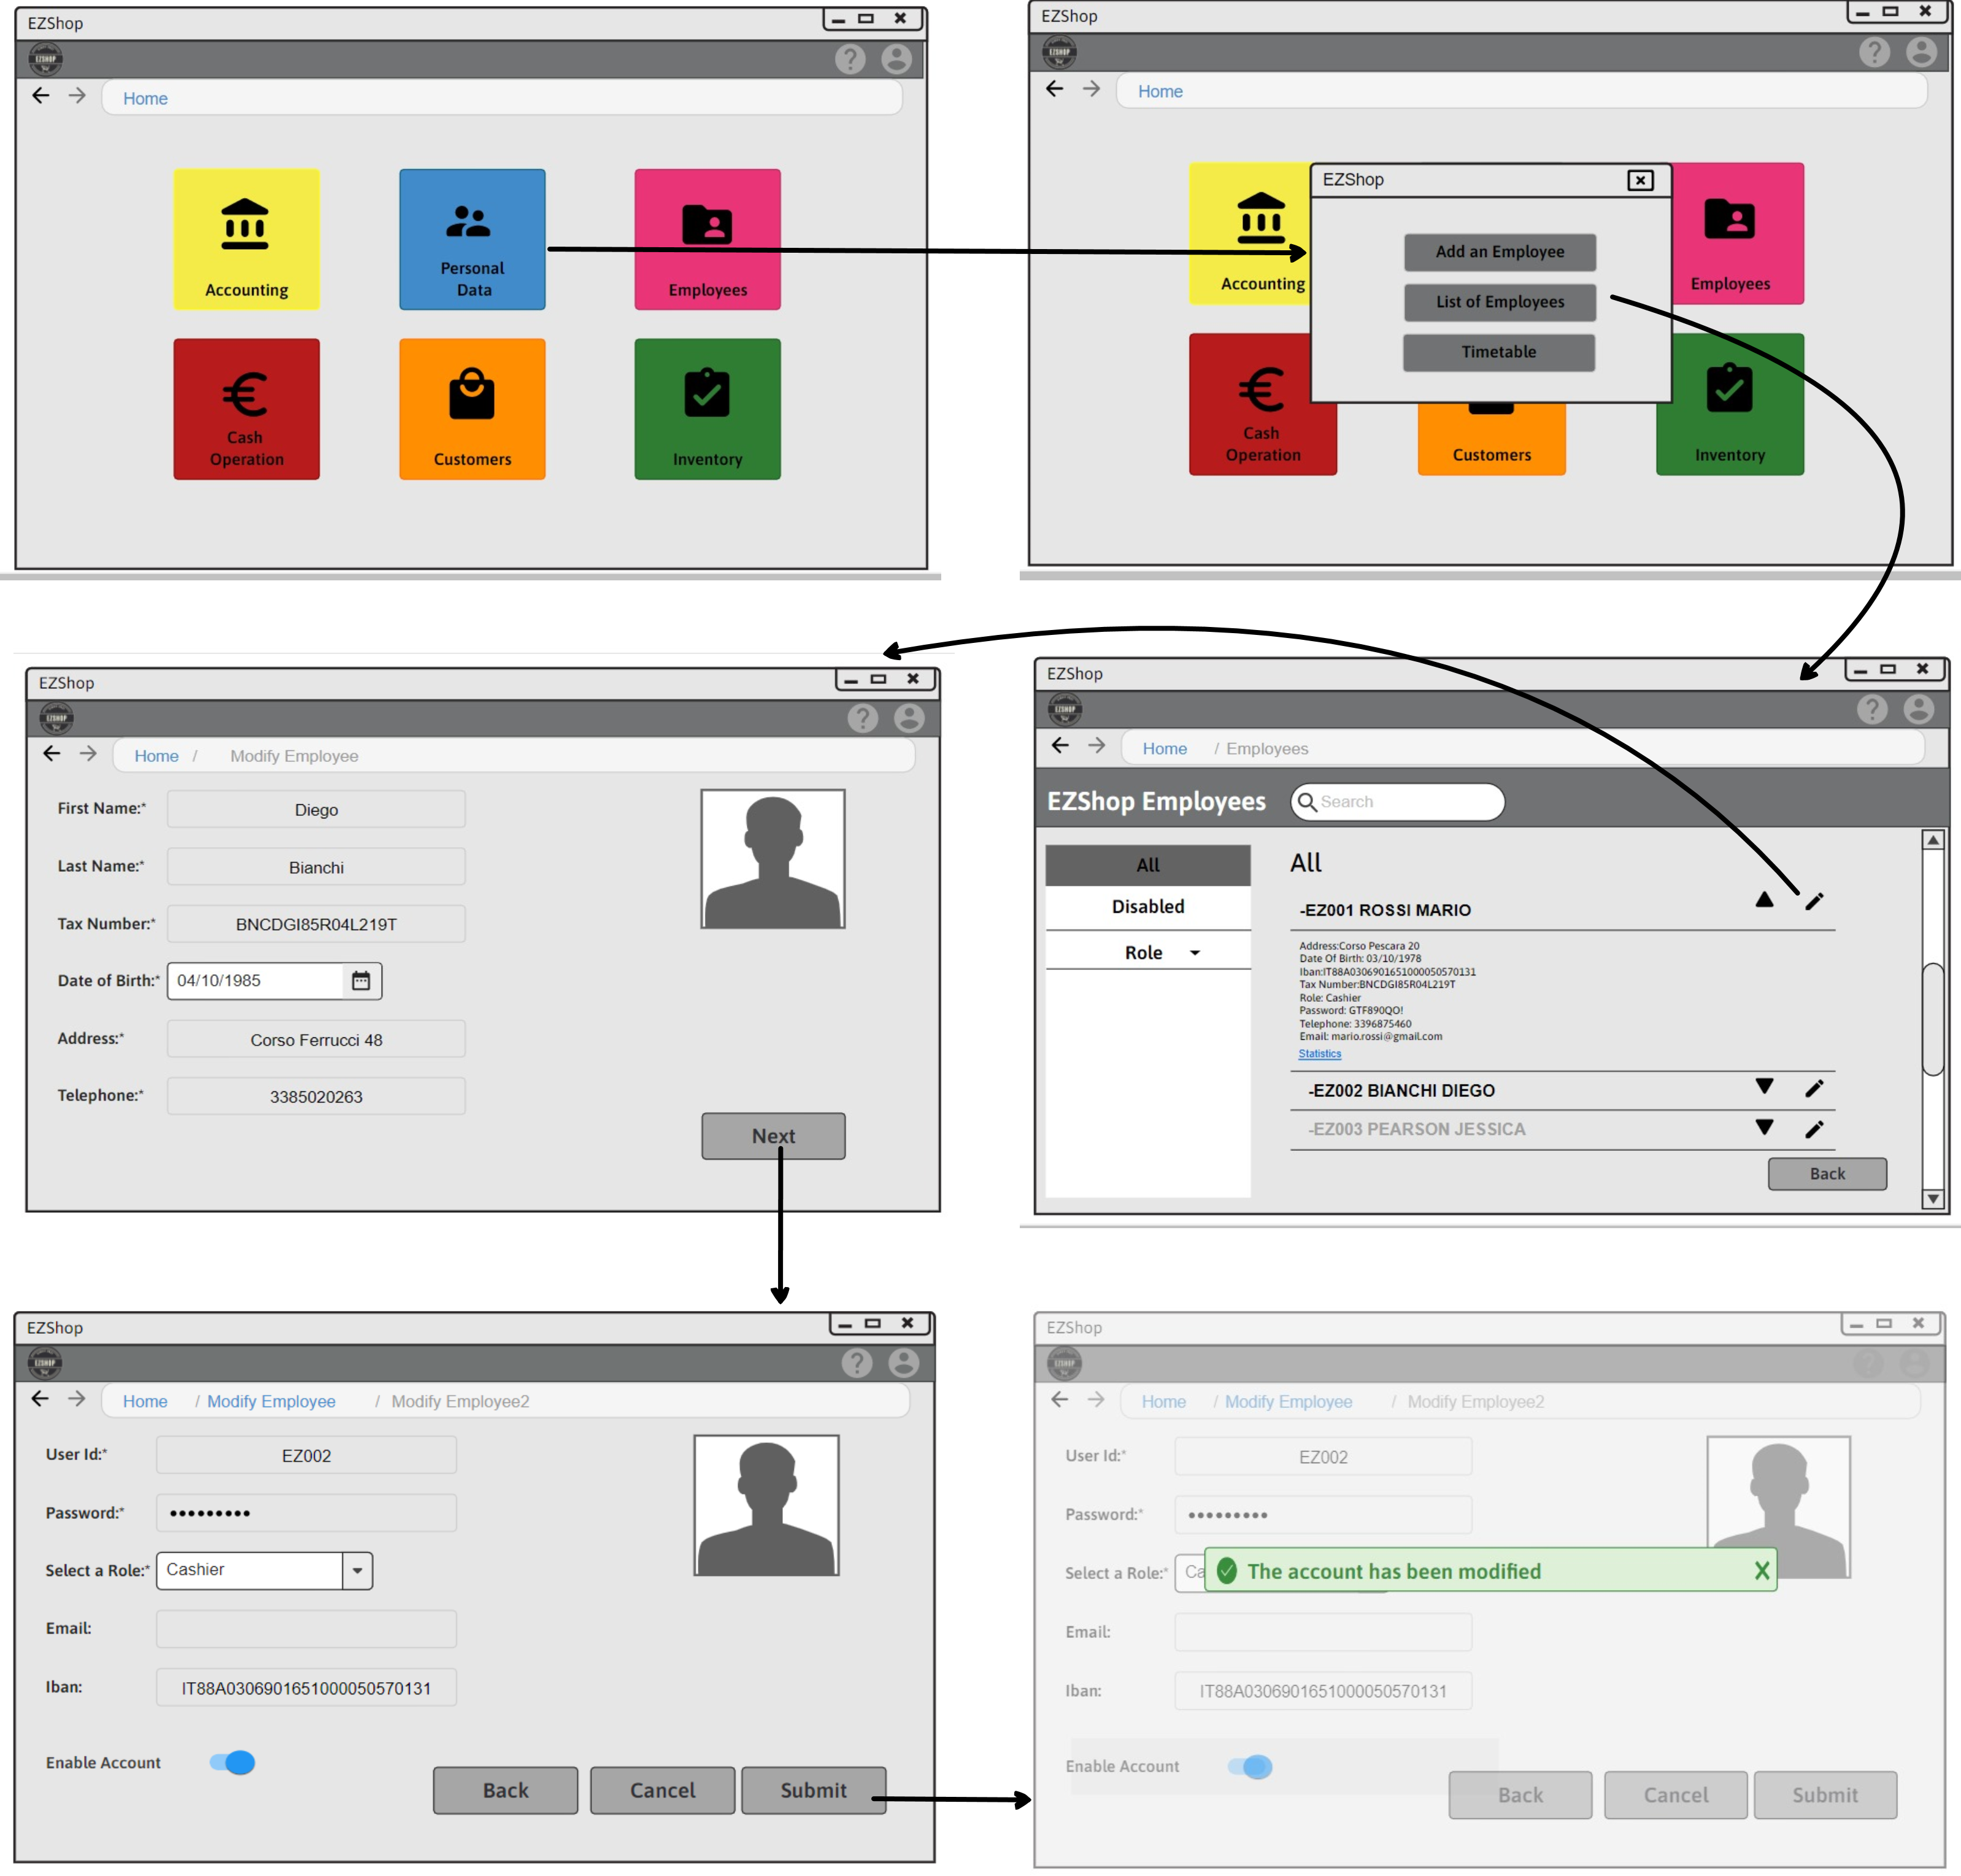 EZShop
EZSHOP
Home
Accounting
Personal
Data
Employees
Cash
Operation
Customers
Inventory
EZShop
EZSHOP
Home
EZShop
Add an Employee
List of Employees
Timetable
Accounting
Employees
Cash
Operation
Customers
Inventory
EZShop
EZSHOP
Home / Modify Employee
First Name:* Diego
Last Name:* Bianchi
Tax Number:* BNCDGI85R04L219T
Date of Birth:* 04/10/1985
Address:* Corso Ferrucci 48
Telephone:* 3385020263
Next
EZShop
EZSHOP
Home / Employees
EZShop Employees Search
All
Disabled
Role
All
-EZ001 ROSSI MARIO
Address:Corso Pescara 20
Date Of Birth: 03/10/1978
Iban:IT88A0306901651000050570131
Tax Number:BNCDGI85R04L219T
Role: Cashier
Password: GTF890QO!
Telephone: 3396875460
Email: mario.rossi@gmail.com
Statistics
-EZ002 BIANCHI DIEGO
-EZ003 PEARSON JESSICA
Back
EZShop
EZSHOP
Home / Modify Employee / Modify Employee2
User Id:* EZ002
Password:* •••••••••
Select a Role:* Cashier
Email:
Iban: IT88A0306901651000050570131
Enable Account
Back Cancel Submit
EZShop
EZSHOP
Home / Modify Employee / Modify Employee2
User Id:* EZ002
Password:* •••••••••
Select a Role:* Ca
The account has been modified X
Email:
Iban: IT88A0306901651000050570131
Enable Account
Back Cancel Submit